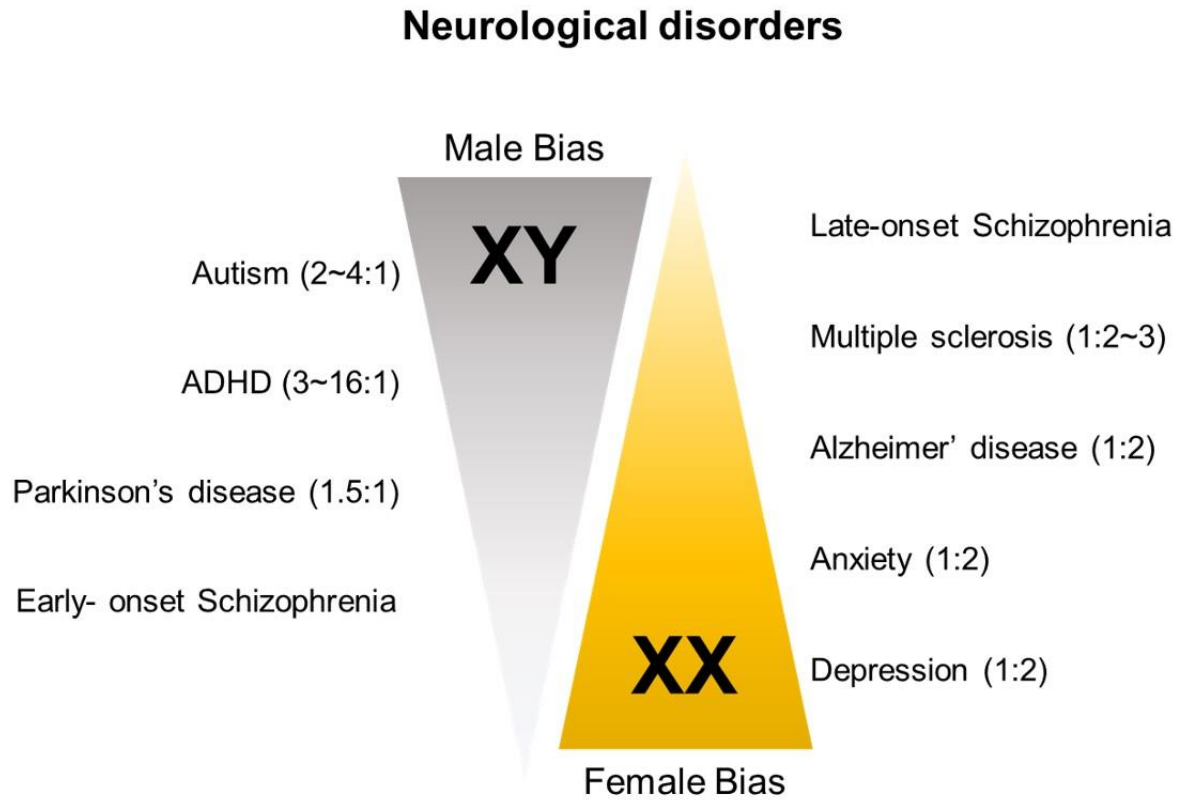 Neurological disorders
Male Bias
XY
Autism (2~4:1)
ADHD (3~16:1)
Parkinson’s disease (1.5:1)
Early- onset Schizophrenia
Late-onset Schizophrenia
Multiple sclerosis (1:2~3)
Alzheimer’ disease (1:2)
Anxiety (1:2)
Depression (1:2)
XX
Female Bias